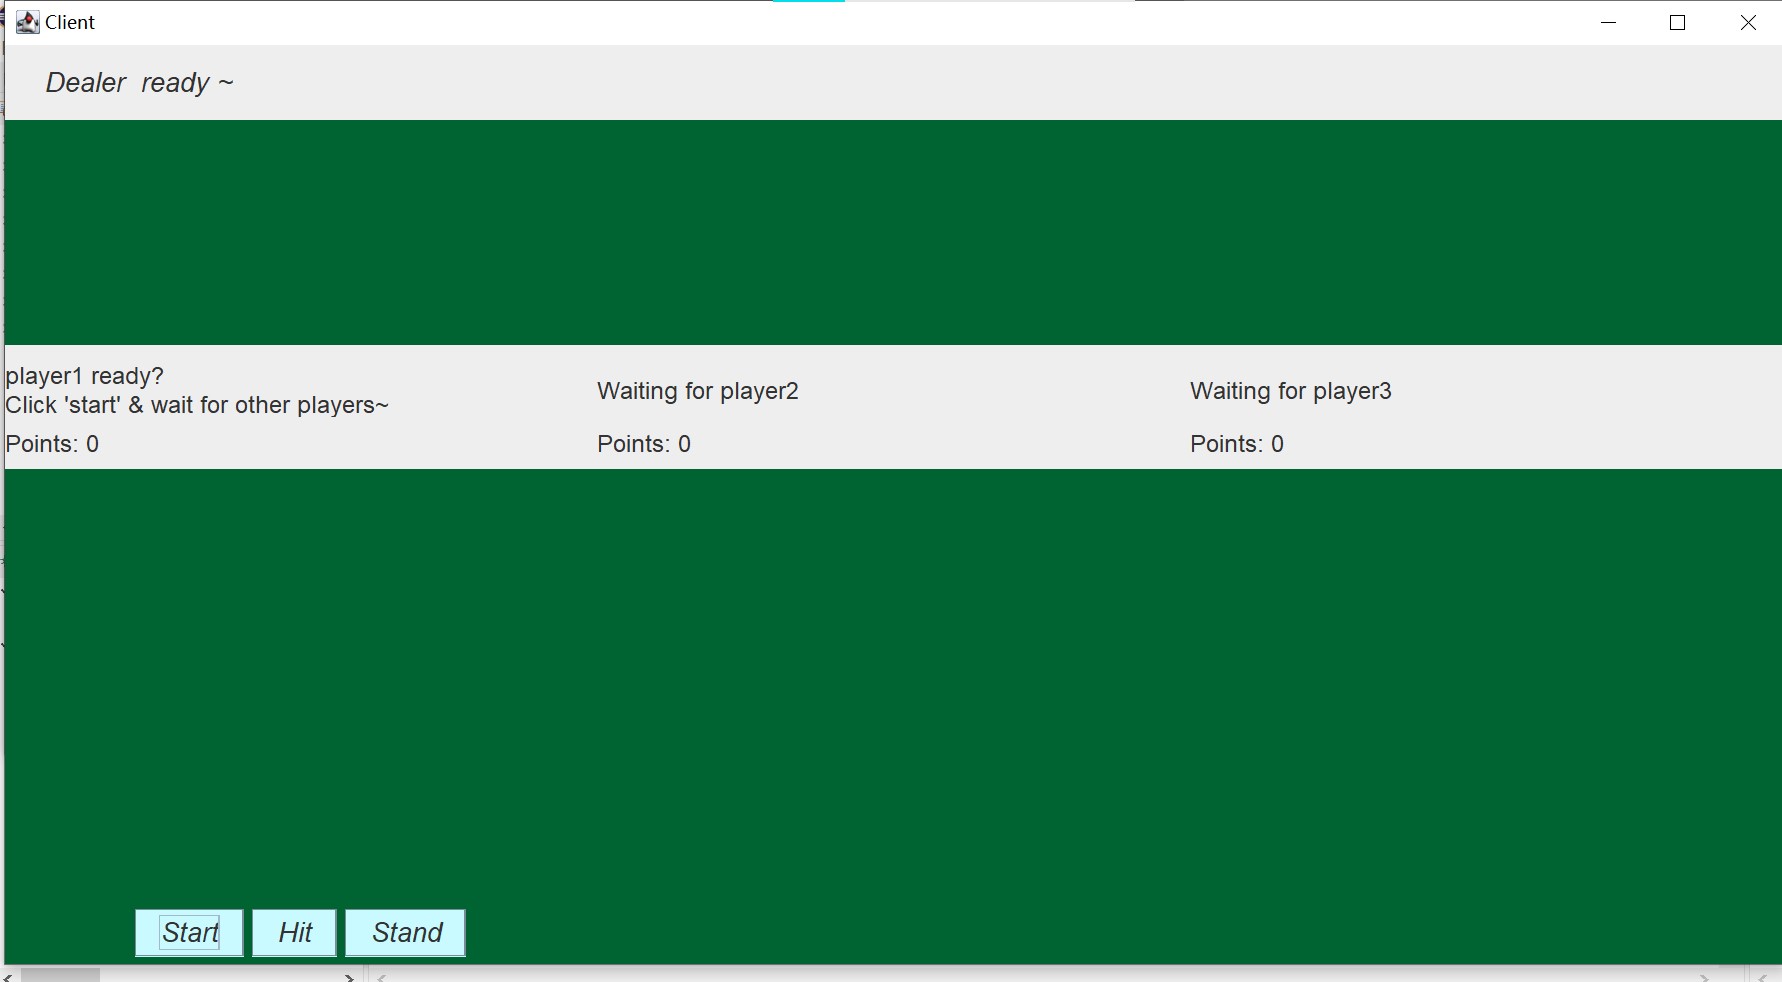 Client
Dealer  ready ~
player1 ready?
Click 'start' & wait for other players~
Points: 0
Waiting for player2
Points: 0
Waiting for player3
Points: 0
Start
Hit
Stand